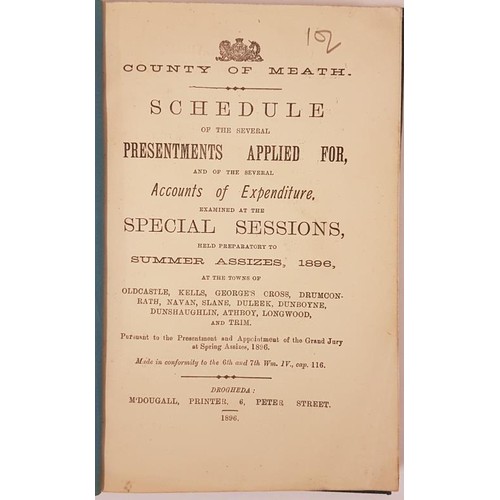 102
COUNTY OF MEATH.
SCHEDULE
OF THE SEVERAL
PRESENTMENTS APPLIED FOR,
AND OF THE SEVERAL
Accounts of Expenditure,
EXAMINED AT THE
SPECIAL SESSIONS,
HELD PREPARATORY TO
SUMMER ASSIZES, 1896,
AT THE TOWNS OF
OLDCASTLE, KELLS, GEORGE'S CROSS, DRUMCON-
RATH, NAVAN, SLANE, DULEEK, DUNBOYNE,
DUNSHAUGHLIN, ATHBOY, LONGWOOD,
AND TRIM.
Pursuant to the Presentment and Appointment of the Grand Jury
at Spring Assizes, 1896.
Made in conformity to the 6th and 7th Wm. IV., cap. 116.
DROGHEDA:
M'DOUGALL, PRINTER, 6, PETER STREET.
1896.